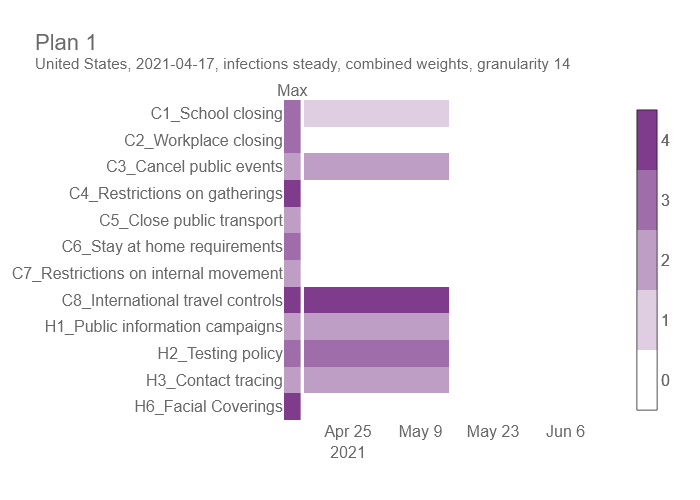 Plan 1
United States, 2021-04-17, infections steady, combined weights, granularity 14
Max
C1_School closing
C2_Workplace closing
C3_Cancel public events
C4_Restrictions on gatherings
C5_Close public transport
C6_Stay at home requirements
C7_Restrictions on internal movement
C8_International travel controls
H1_Public information campaigns
H2_Testing policy
H3_Contact tracing
H6_Facial Coverings
Apr 25 May 9 May 23 Jun 6
2021
4
3
2
1
0